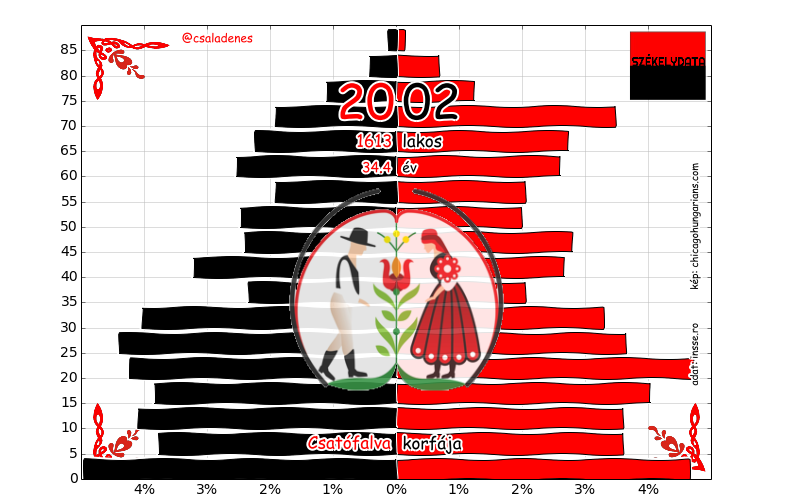 @csaladenes
SZÉKELYDATA
2002
1613 lakos
34.4 év
Csatófalva korfája
kép: chicagohungarians.com
adat: insse.ro
85
80
75
70
65
60
55
50
45
40
35
30
25
20
15
10
5
0
4% 3% 2% 1% 0% 1% 2% 3% 4%